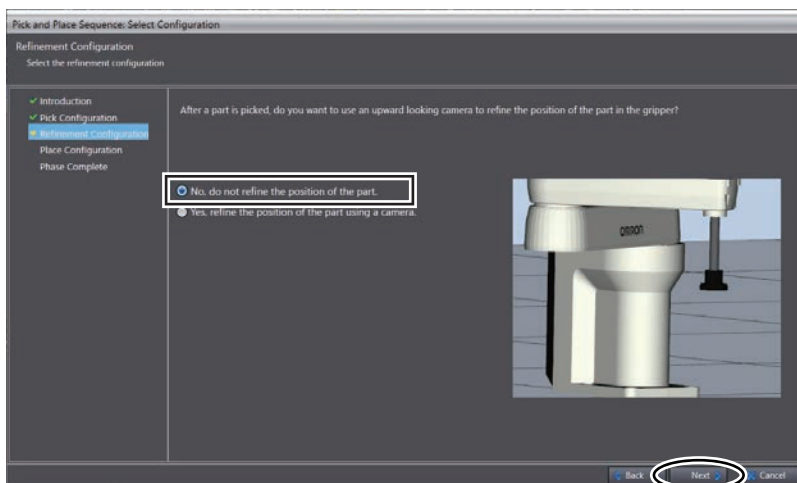 Pick and Place Sequence: Select Configuration
Refinement Configuration
Select the refinement configuration
Introduction
Pick Configuration
Refinement Configuration
Place Configuration
Phase Complete
After a part is picked, do you want to use an upward looking camera to refine the position of the part in the gripper?
No, do not refine the position of the part.
Yes, refine the position of the part using a camera.
OMRON
Back
Next
Cancel